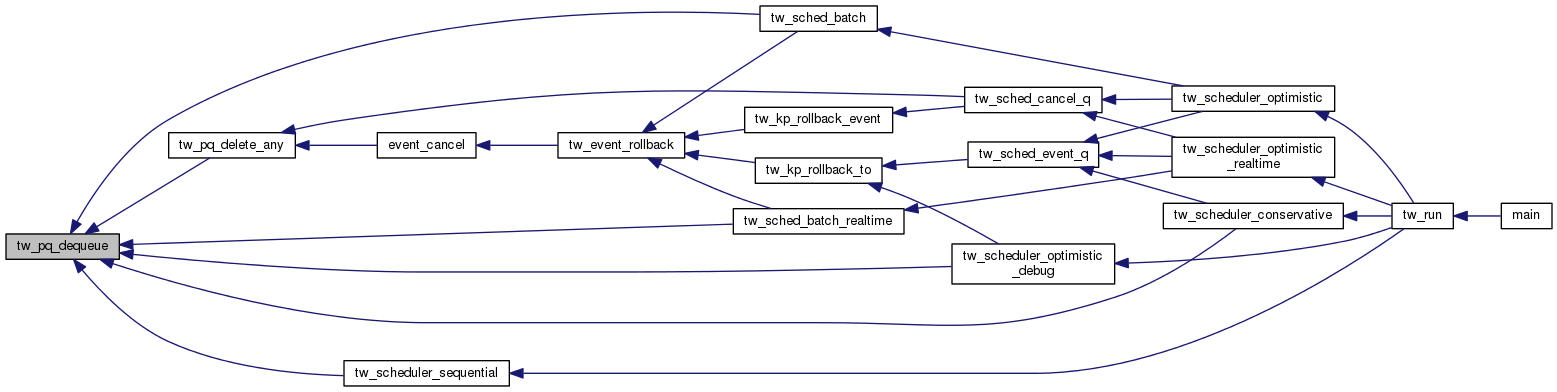 tw_sched_batch
tw_scheduler_optimistic
tw_sched_cancel_q
tw_kp_rollback_event
tw_pq_delete_any
event_cancel
tw_event_rollback
tw_sched_event_q
tw_scheduler_optimistic
_realtime
tw_kp_rollback_to
tw_sched_batch_realtime
tw_scheduler_conservative
tw_run
main
tw_pq_dequeue
tw_scheduler_optimistic
_debug
tw_scheduler_sequential